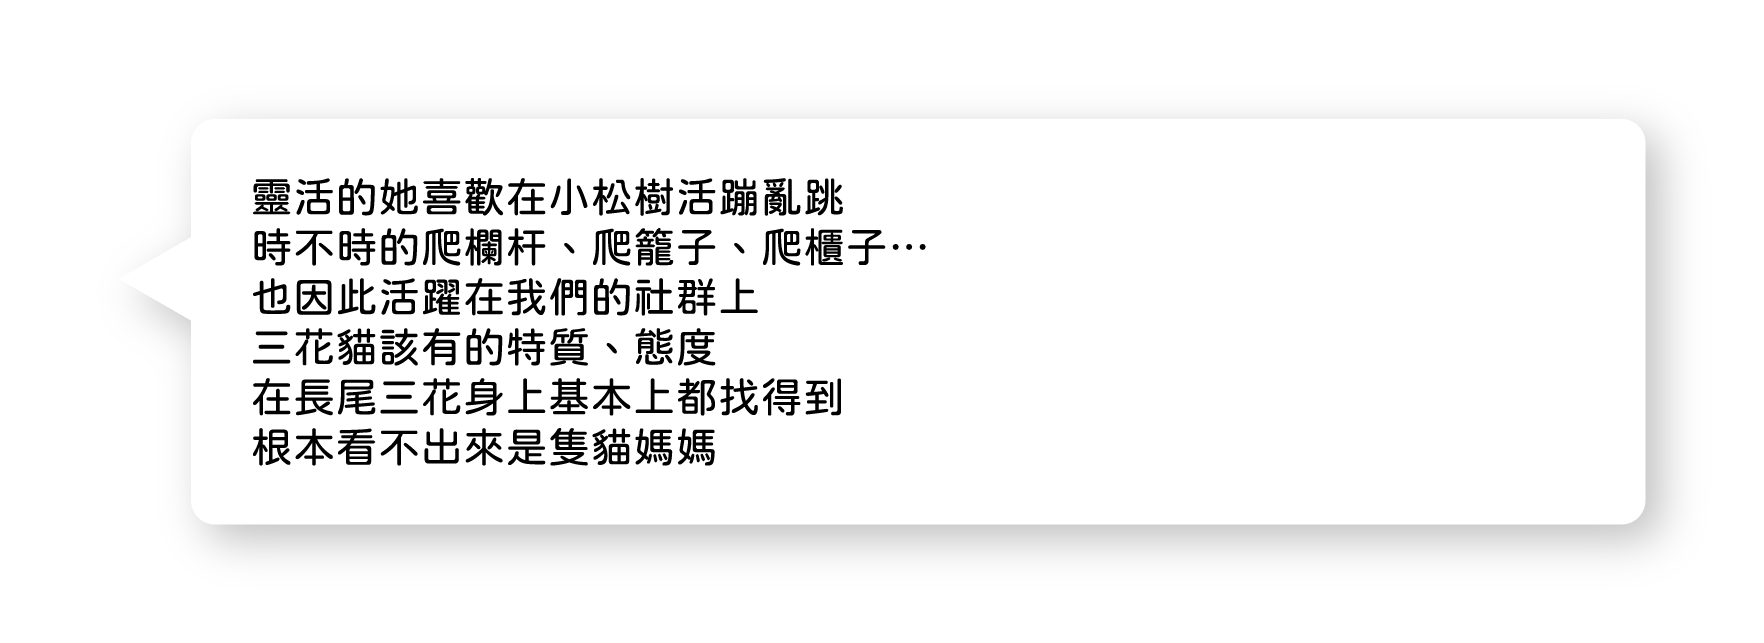 靈活的她喜歡在小松樹活蹦亂跳
時不時的爬欄杆、爬籠子、爬櫃子⋯
也因此活躍在我們的社群上
三花貓該有的特質、態度
在長尾三花身上基本上都找得到
根本看不出來是隻貓媽媽